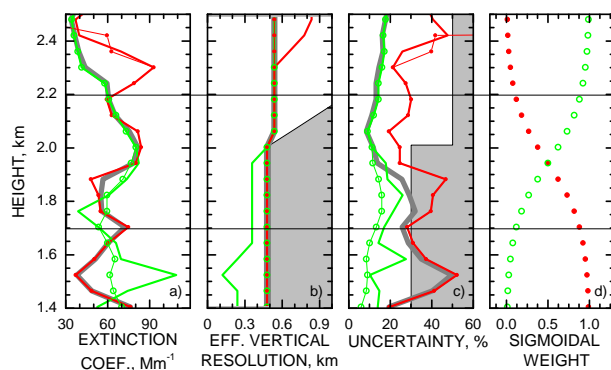 2.4
2.2
2.0
1.8
1.6
1.4
HEIGHT, km
a)
b)
c)
d)
30 60 90
0.0 0.3 0.6 0.9
20 40 60
0.0 0.5 1.0
EXTINCTION
COEF., Mm⁻¹
EFF. VERTICAL
RESOLUTION, km
UNCERTAINTY, %
SIGMOIDAL
WEIGHT